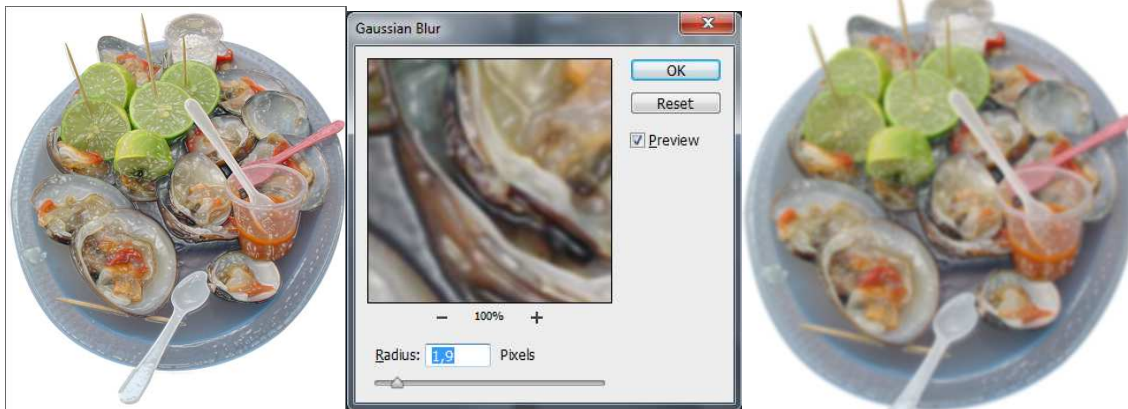 Gaussian Blur
OK
Reset
Preview
100%
Radius: 1,9 Pixels